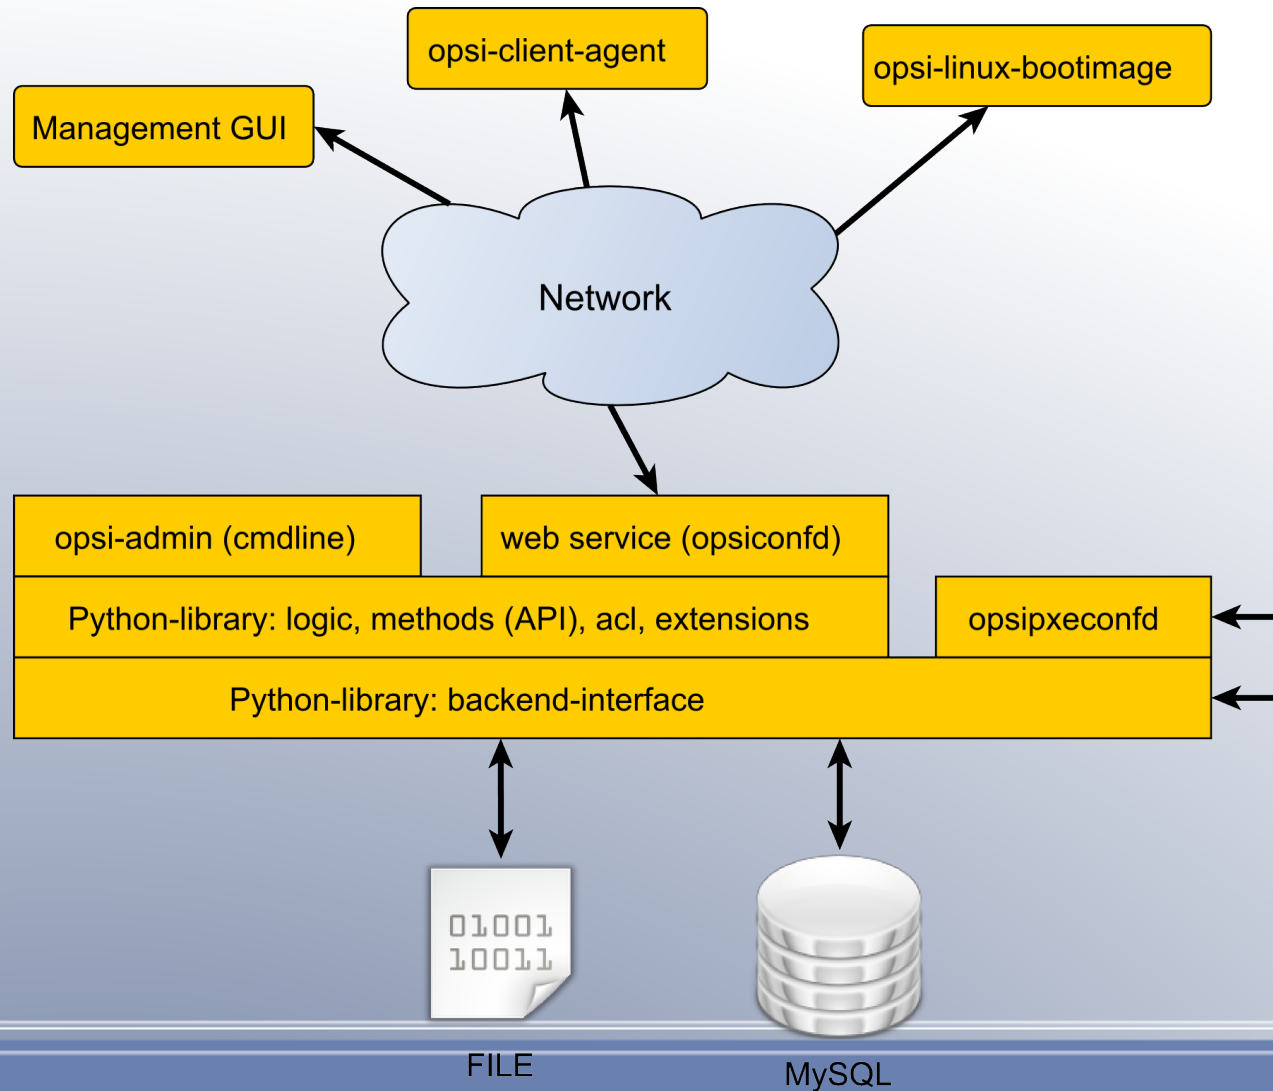 opsi-client-agent
opsi-linux-bootimage
Management GUI
Network
opsi-admin (cmdline)
web service (opsiconfd)
Python-library: logic, methods (API), acl, extensions
opsipxeconfd
Python-library: backend-interface
01001
10011
FILE
MySQL